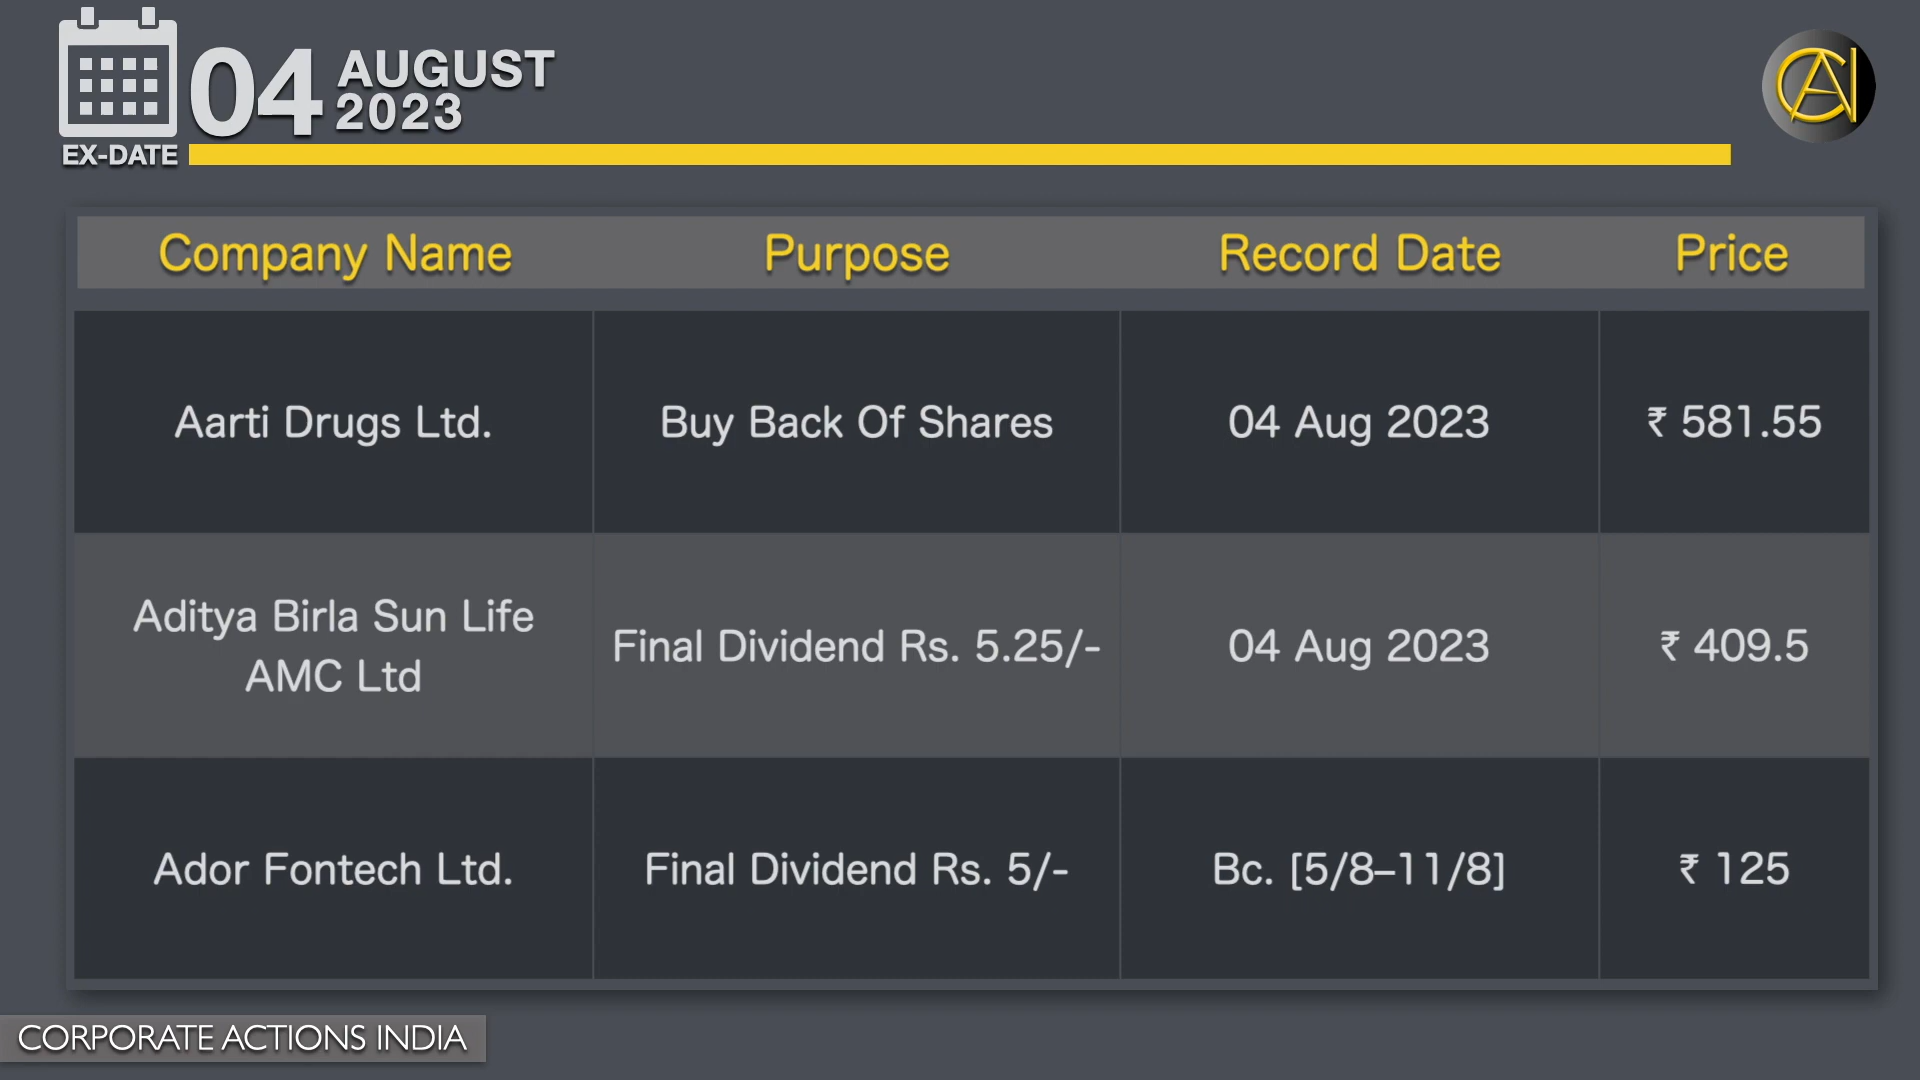 04 AUGUST
2023
EX-DATE
CAI
Company Name Purpose Record Date Price
Aarti Drugs Ltd. Buy Back Of Shares 04 Aug 2023 ₹ 581.55
Aditya Birla Sun Life
AMC Ltd Final Dividend Rs. 5.25/- 04 Aug 2023 ₹ 409.5
Ador Fontech Ltd. Final Dividend Rs. 5/- Bc. [5/8–11/8] ₹ 125
CORPORATE ACTIONS INDIA